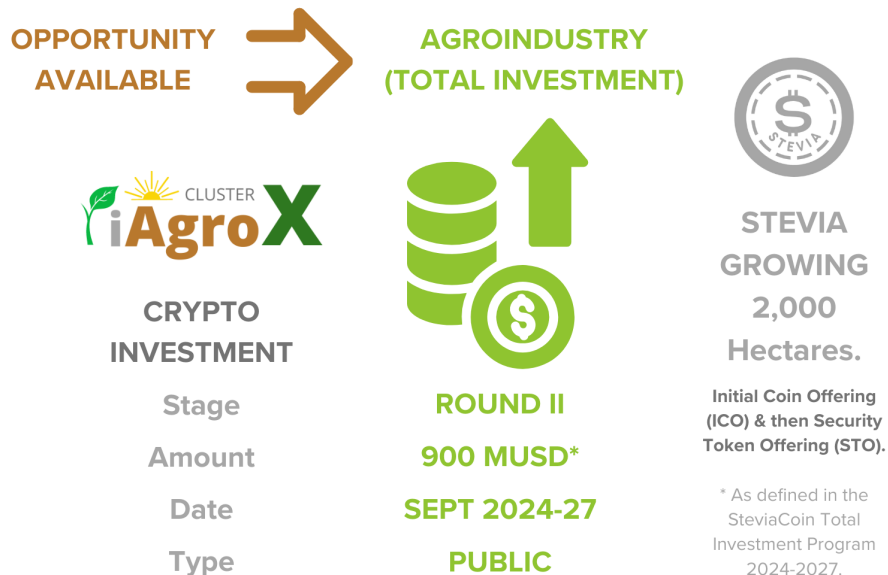 OPPORTUNITY
AVAILABLE
AGROINDUSTRY
(TOTAL INVESTMENT)
$
STEVIA
CLUSTER
iAgroX
$
STEVIA
GROWING
2,000
Hectares.
CRYPTO
INVESTMENT
Initial Coin Offering
(ICO) & then Security
Token Offering (STO).
Stage
ROUND II
Amount
900 MUSD*
Date
SEPT 2024-27
Type
PUBLIC
* As defined in the
SteviaCoin Total
Investment Program
2024-2027.